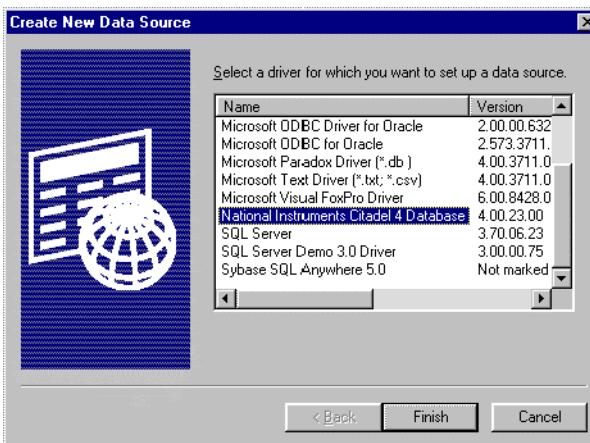 Create New Data Source
Select a driver for which you want to set up a data source.
Name Version
Microsoft ODBC Driver for Oracle 2.00.00.632
Microsoft ODBC for Oracle 2.573.3711.
Microsoft Paradox Driver (*.db ) 4.00.3711.0
Microsoft Text Driver (*.txt; *.csv) 4.00.3711.0
Microsoft Visual FoxPro Driver 6.00.8428.0
National Instruments Citadel 4 Database 4.00.23.00
SQL Server 3.70.06.23
SQL Server Demo 3.0 Driver 3.00.00.75
Sybase SQL Anywhere 5.0 Not marked
< Back Finish Cancel